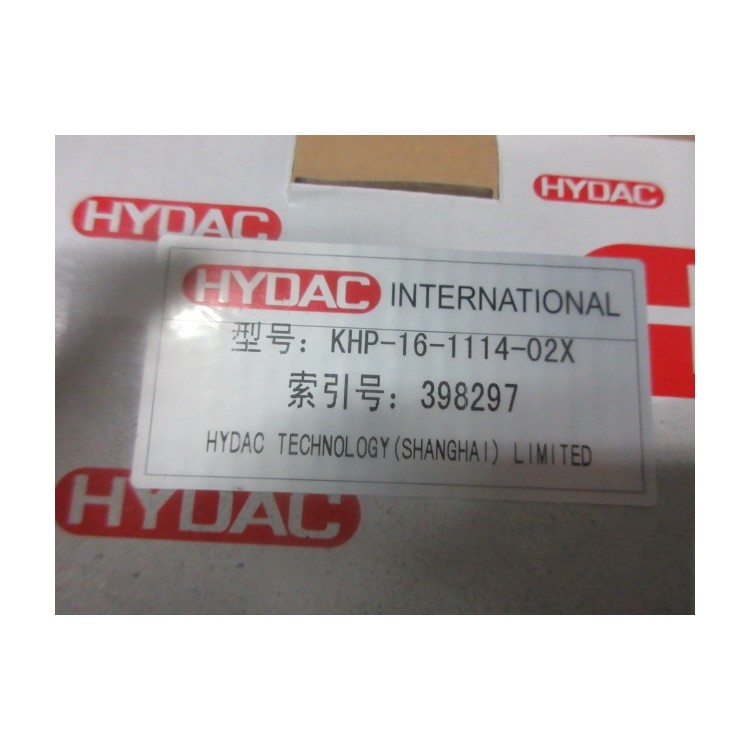 HYDAC
HYDAC
HYDAC INTERNATIONAL
型号: KHP-16-1114-02X
索引号: 398297
HYDAC TECHNOLOGY(SHANGHAI) LIMITED
HYDAC